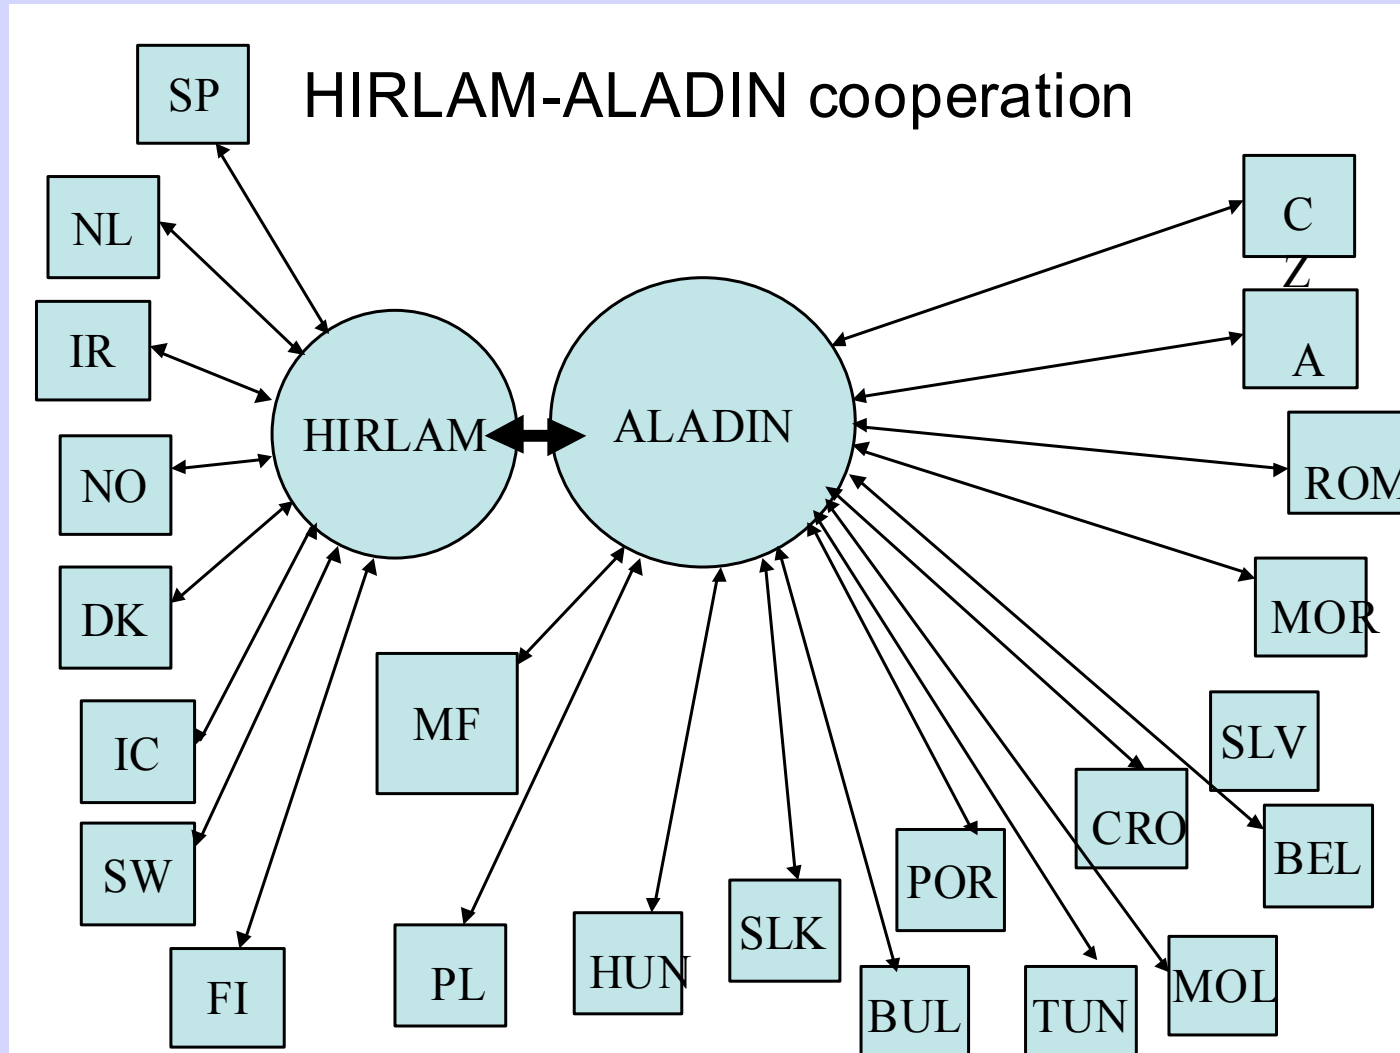 HIRLAM-ALADIN cooperation
SP
NL
IR
NO
DK
IC
SW
FI
HIRLAM
ALADIN
MF
PL
HUN
SLK
BUL
POR
TUN
MOL
CRO
SLV
BEL
MOR
ROM
A
C
Z